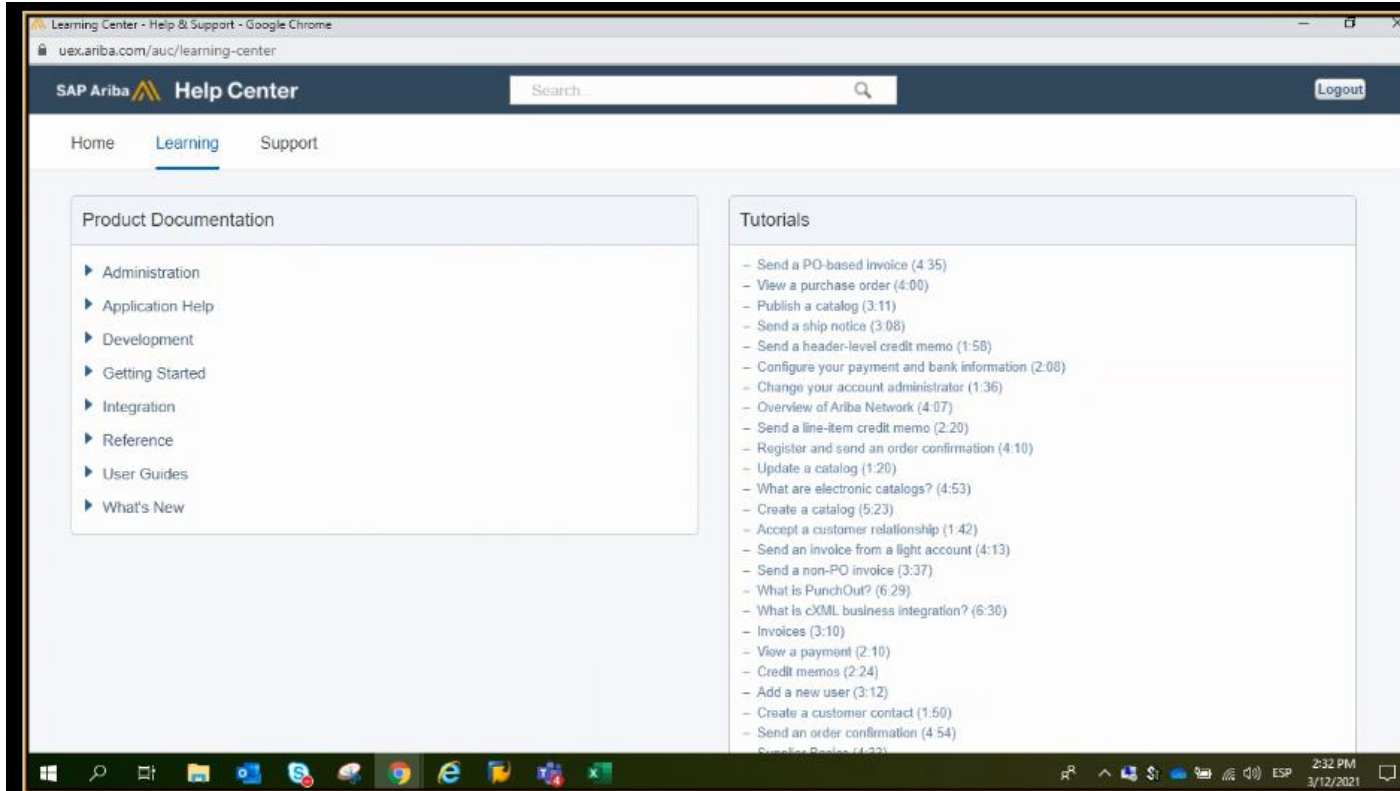 Learning Center - Help & Support - Google Chrome
uex.ariba.com/auc/learning-center
SAP Ariba Help Center
Search...
Logout
Home Learning Support
Product Documentation
Administration
Application Help
Development
Getting Started
Integration
Reference
User Guides
What's New
Tutorials
– Send a PO-based invoice (4:35)
– View a purchase order (4:00)
– Publish a catalog (3:11)
– Send a ship notice (3:08)
– Send a header-level credit memo (1:58)
– Configure your payment and bank information (2:08)
– Change your account administrator (1:36)
– Overview of Ariba Network (4:07)
– Send a line-item credit memo (2:20)
– Register and send an order confirmation (4:10)
– Update a catalog (1:20)
– What are electronic catalogs? (4:53)
– Create a catalog (5:23)
– Accept a customer relationship (1:42)
– Send an invoice from a light account (4:13)
– Send a non-PO invoice (3:37)
– What is PunchOut? (6:29)
– What is cXML business integration? (6:30)
– Invoices (3:10)
– View a payment (2:10)
– Credit memos (2:24)
– Add a new user (3:12)
– Create a customer contact (1:50)
– Send an order confirmation (4:54)
ESP
2:32 PM
3/12/2021